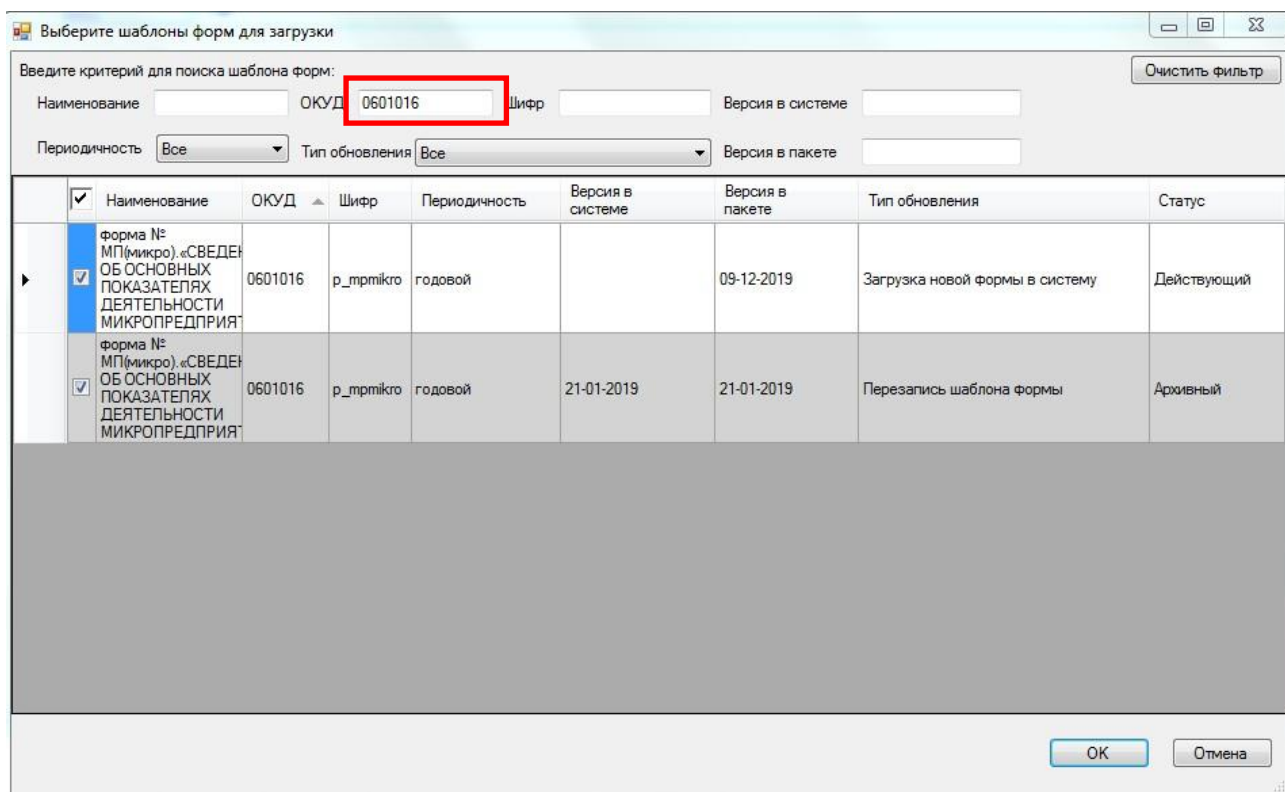 Выберите шаблоны форм для загрузки
Введите критерий для поиска шаблона форм:
Очистить фильтр
Наименование
ОКУД 0601016
Шифр
Версия в системе
Периодичность Все
Тип обновления Все
Версия в пакете
Наименование
ОКУД
Шифр
Периодичность
Версия в
системе
Версия в
пакете
Тип обновления
Статус
форма №
МП(микро).«СВЕДЕН
ОБ ОСНОВНЫХ
ПОКАЗАТЕЛЯХ
ДЕЯТЕЛЬНОСТИ
МИКРОПРЕДПРИЯТ
0601016
p_mpmikro
годовой
09-12-2019
Загрузка новой формы в систему
Действующий
форма №
МП(микро).«СВЕДЕН
ОБ ОСНОВНЫХ
ПОКАЗАТЕЛЯХ
ДЕЯТЕЛЬНОСТИ
МИКРОПРЕДПРИЯТ
0601016
p_mpmikro
годовой
21-01-2019
21-01-2019
Перезапись шаблона формы
Архивный
OK
Отмена